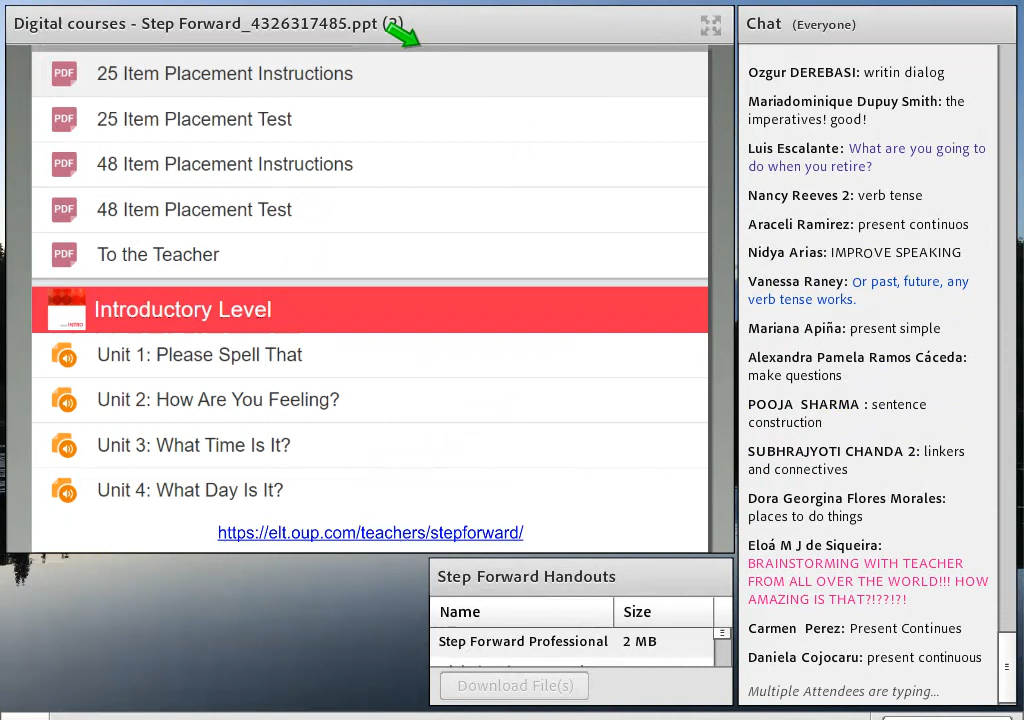 Digital courses - Step Forward_4326317485.ppt (2)
25 Item Placement Instructions
PDF
25 Item Placement Test
PDF
48 Item Placement Instructions
PDF
48 Item Placement Test
PDF
To the Teacher
PDF
Introductory Level
Unit 1: Please Spell That
Unit 2: How Are You Feeling?
Unit 3: What Time Is It?
Unit 4: What Day Is It?
https://elt.oup.com/teachers/stepforward/
Step Forward Handouts
Name Size
Step Forward Professional 2 MB
Download File(s)
Chat (Everyone)
Ozgur DEREBASI: writin dialog
Mariadominique Dupuy Smith: the
imperatives! good!
Luis Escalante: What are you going to
do when you retire?
Nancy Reeves 2: verb tense
Araceli Ramirez: present continuos
Nidya Arias: IMPROVE SPEAKING
Vanessa Raney: Or past, future, any
verb tense works.
Mariana Apiña: present simple
Alexandra Pamela Ramos Cáceda:
make questions
POOJA SHARMA : sentence
construction
SUBHRAJYOTI CHANDA 2: linkers
and connectives
Dora Georgina Flores Morales:
places to do things
Eloá M J de Siqueira:
BRAINSTORMING WITH TEACHER
FROM ALL OVER THE WORLD!!! HOW
AMAZING IS THAT?!??!?!
Carmen Perez: Present Continues
Daniela Cojocaru: present continuous
Multiple Attendees are typing...